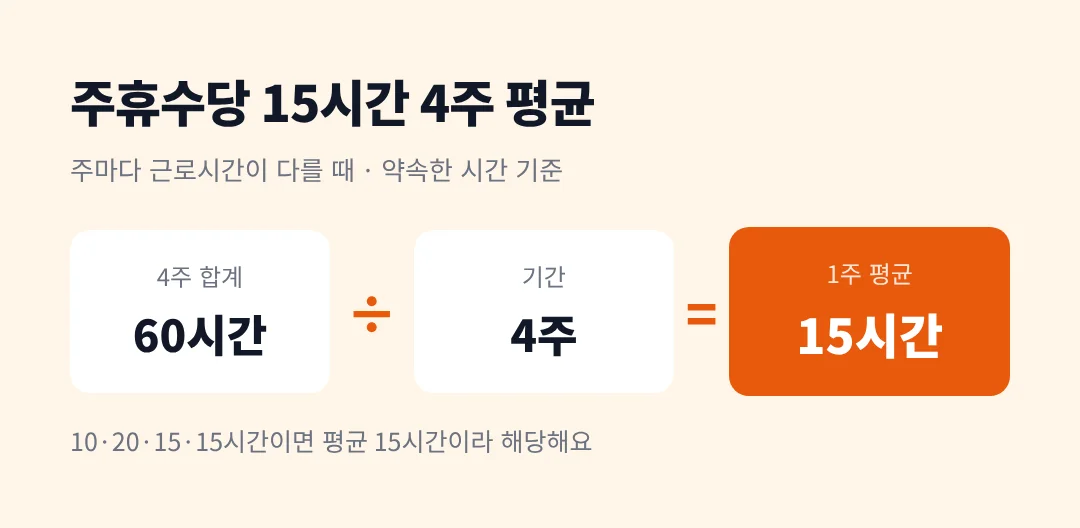 주휴수당 15시간 4주 평균
주마다 근로시간이 다를 때 · 약속한 시간 기준
4주 합계
60시간
÷
기간
4주
=
1주 평균
15시간
10·20·15·15시간이면 평균 15시간이라 해당해요